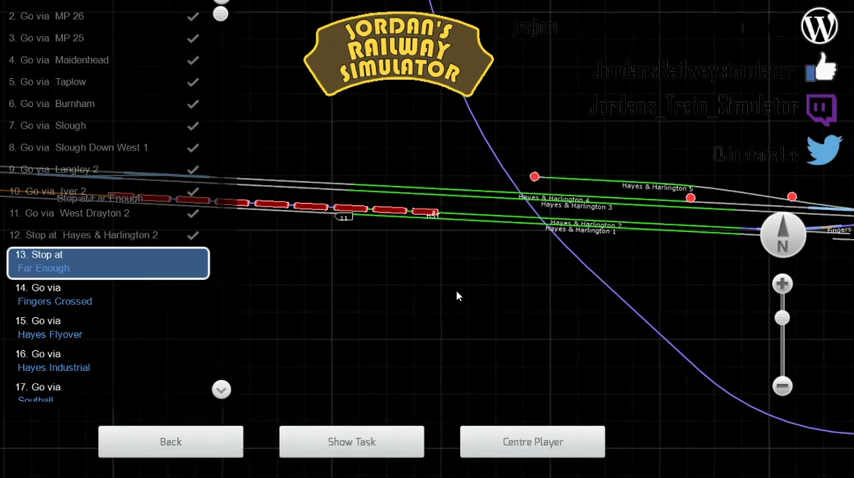 2. Go via MP 26
3. Go via MP 25
4. Go via Maidenhead
5. Go via Taplow
6. Go via Burnham
7. Go via Slough
8. Go via Slough Down West 1
9. Go via Langley 2
10. Go via Iver 2
Stop at Far Enough
11. Go via West Drayton 2
12. Stop at Hayes & Harlington 2
13. Stop at
Far Enough
14. Go via
Fingers Crossed
15. Go via
Hayes Flyover
16. Go via
Hayes Industrial
17. Go via
Southall
JORDAN'S
RAILWAY
SIMULATOR
JordansRailwaysimulator
Jordans_Train_Simulator
Hayes & Harlington 5
Hayes & Harlington 4
Hayes & Harlington 3
Hayes & Harlington 2
Hayes & Harlington 1
Fingers
11
N
Back
Show Task
Centre Player